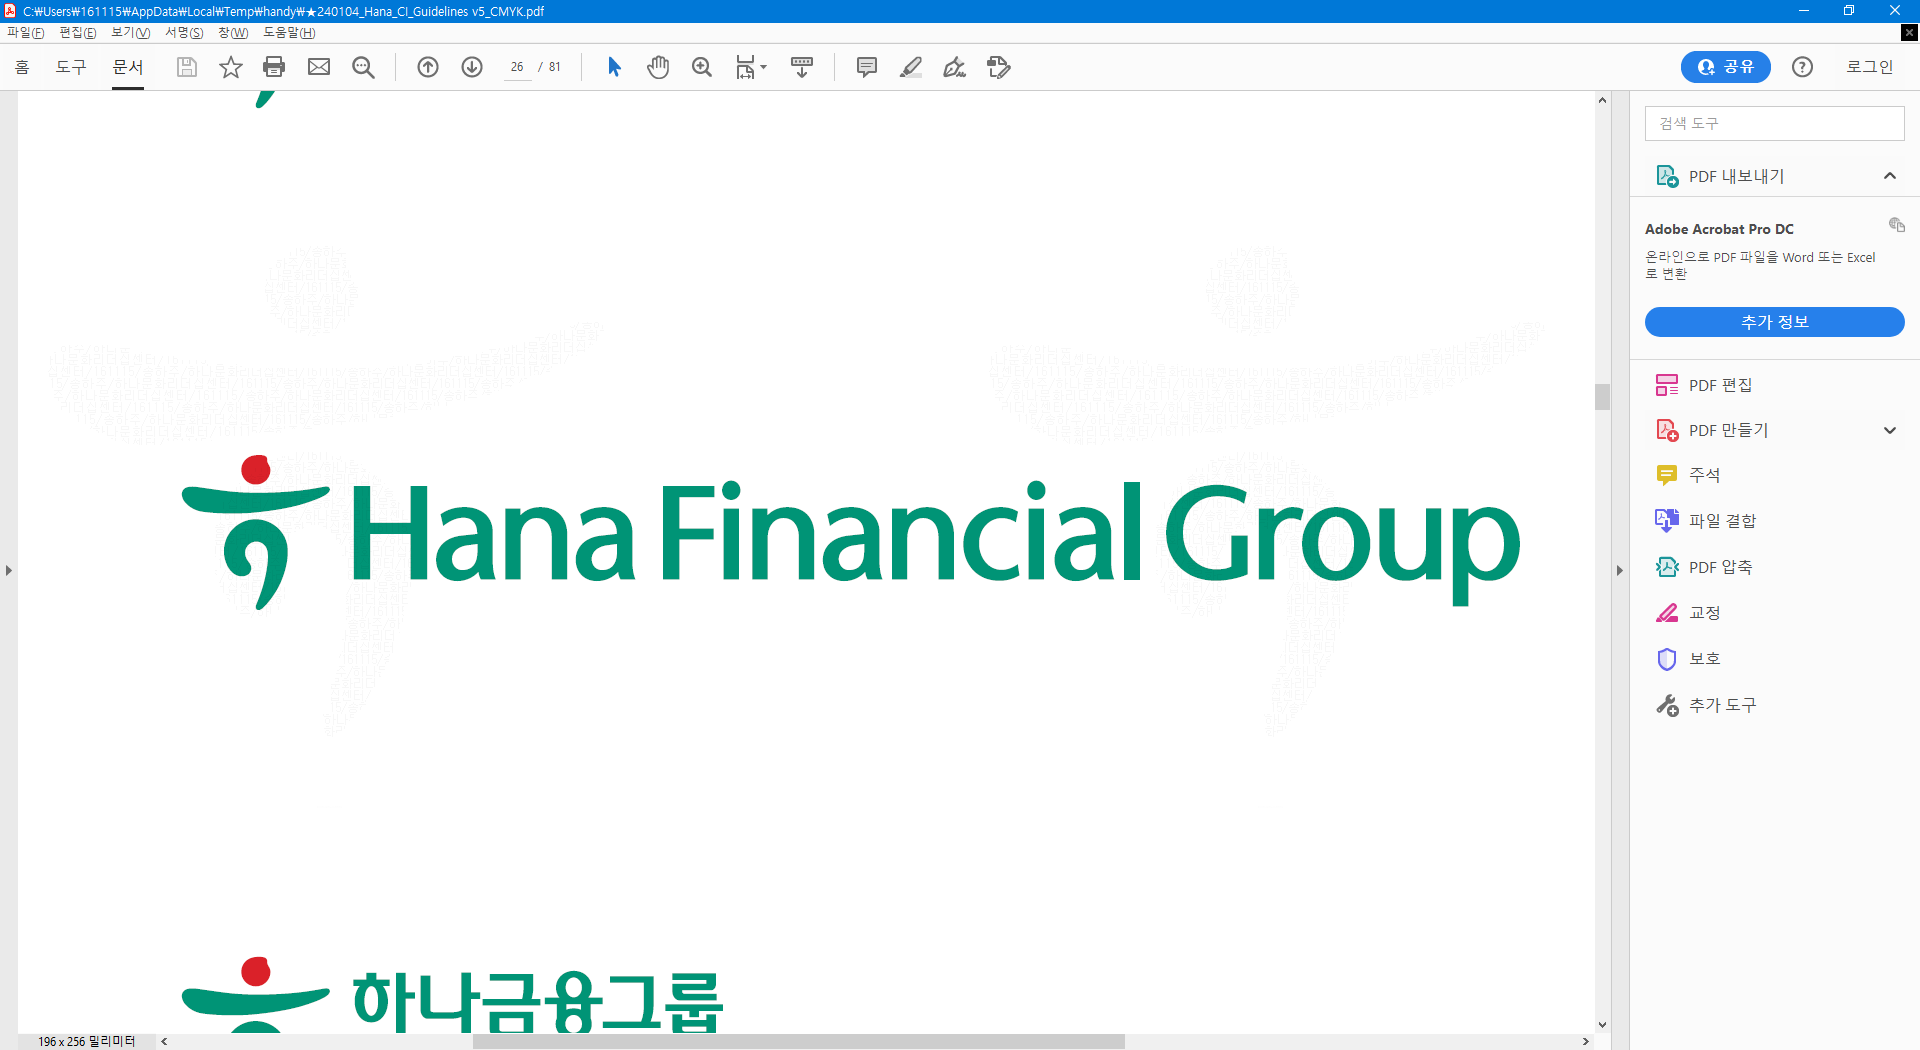 C:₩Users₩161115₩AppData₩Local₩Temp₩handy₩★240104_Hana_CI_Guidelines v5_CMYK.pdf
파일(F) 편집(E) 보기(V) 서명(S) 창(W) 도움말(H)
홈 도구 문서 26 / 81 공유 로그인
검색 도구
PDF 내보내기
Adobe Acrobat Pro DC
온라인으로 PDF 파일을 Word 또는 Excel
로 변환
추가 정보
PDF 편집
PDF 만들기
주석
파일 결합
PDF 압축
교정
보호
추가 도구
Hana Financial Group
하나금융그룹
196 x 256 밀리미터